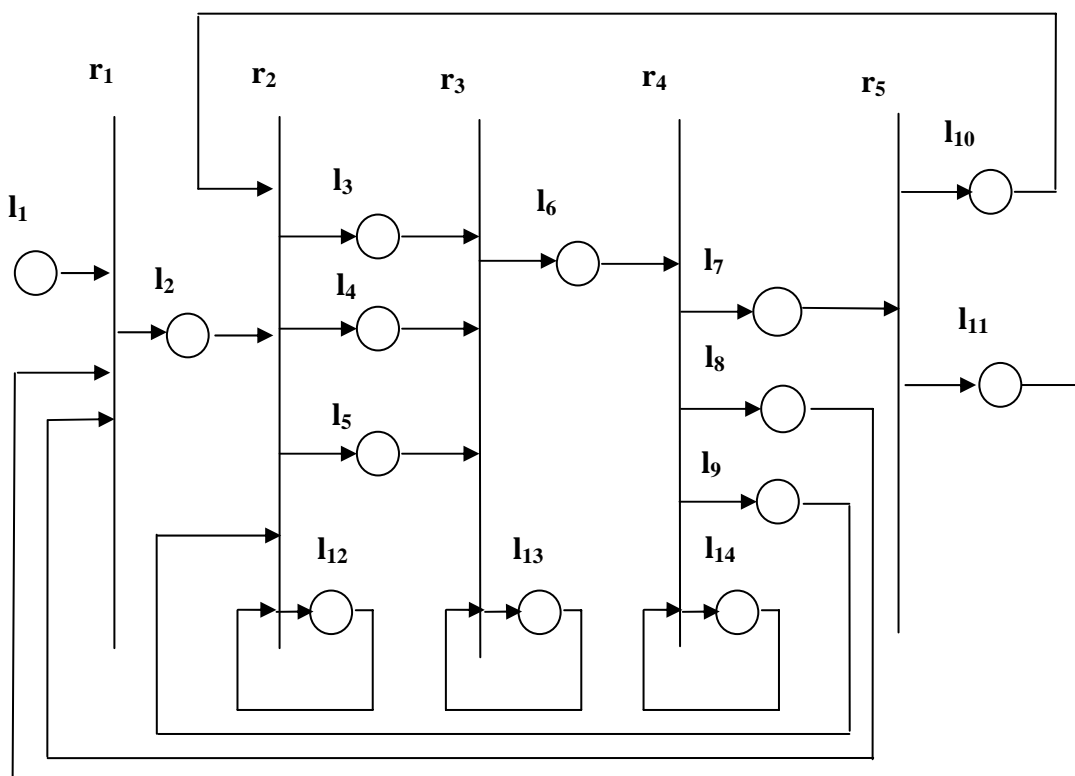 r₁ r₂ r₃ r₄ r₅
l₁₀
l₃
l₁ l₆
l₂ l₄ l₇
l₁₁
l₈
l₅
l₉
l₁₂ l₁₃ l₁₄